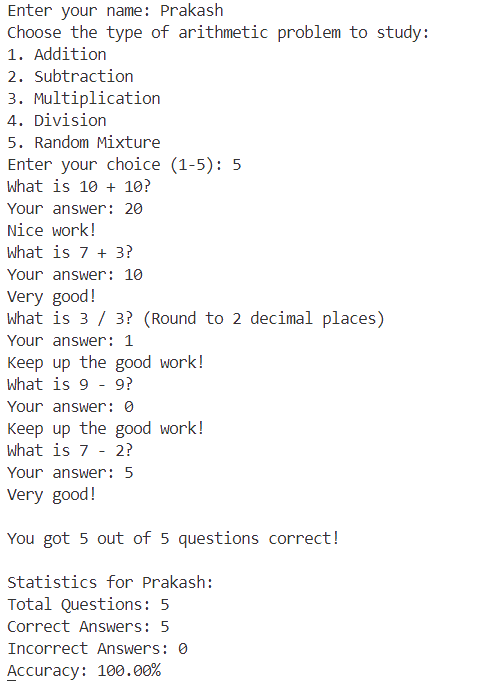 Enter your name: Prakash
Choose the type of arithmetic problem to study:
1. Addition
2. Subtraction
3. Multiplication
4. Division
5. Random Mixture
Enter your choice (1-5): 5
What is 10 + 10?
Your answer: 20
Nice work!
What is 7 + 3?
Your answer: 10
Very good!
What is 3 / 3? (Round to 2 decimal places)
Your answer: 1
Keep up the good work!
What is 9 - 9?
Your answer: 0
Keep up the good work!
What is 7 - 2?
Your answer: 5
Very good!

You got 5 out of 5 questions correct!

Statistics for Prakash:
Total Questions: 5
Correct Answers: 5
Incorrect Answers: 0
Accuracy: 100.00%